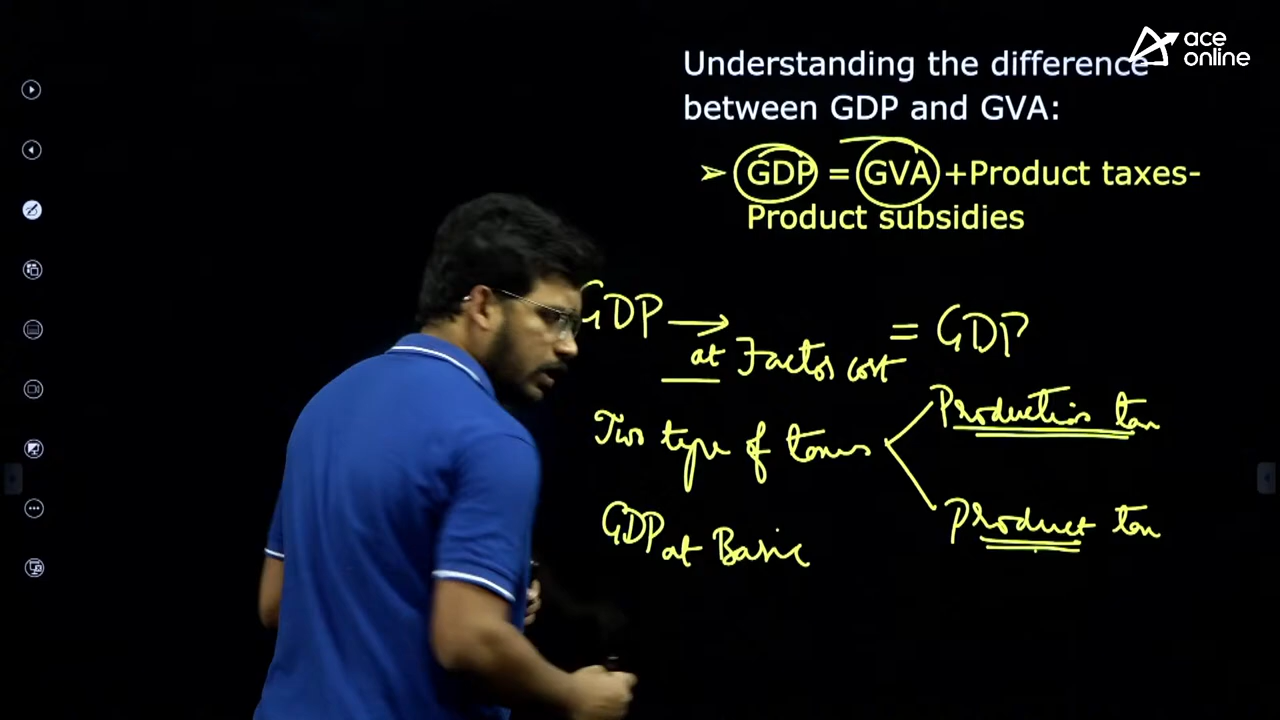 ace
online
Understanding the difference
between GDP and GVA:
➢ GDP = GVA +Product taxes-
Product subsidies
GDP → at Factor cost = GDP
Two type of taxes
Production tax
Product tax
GDP at Basic